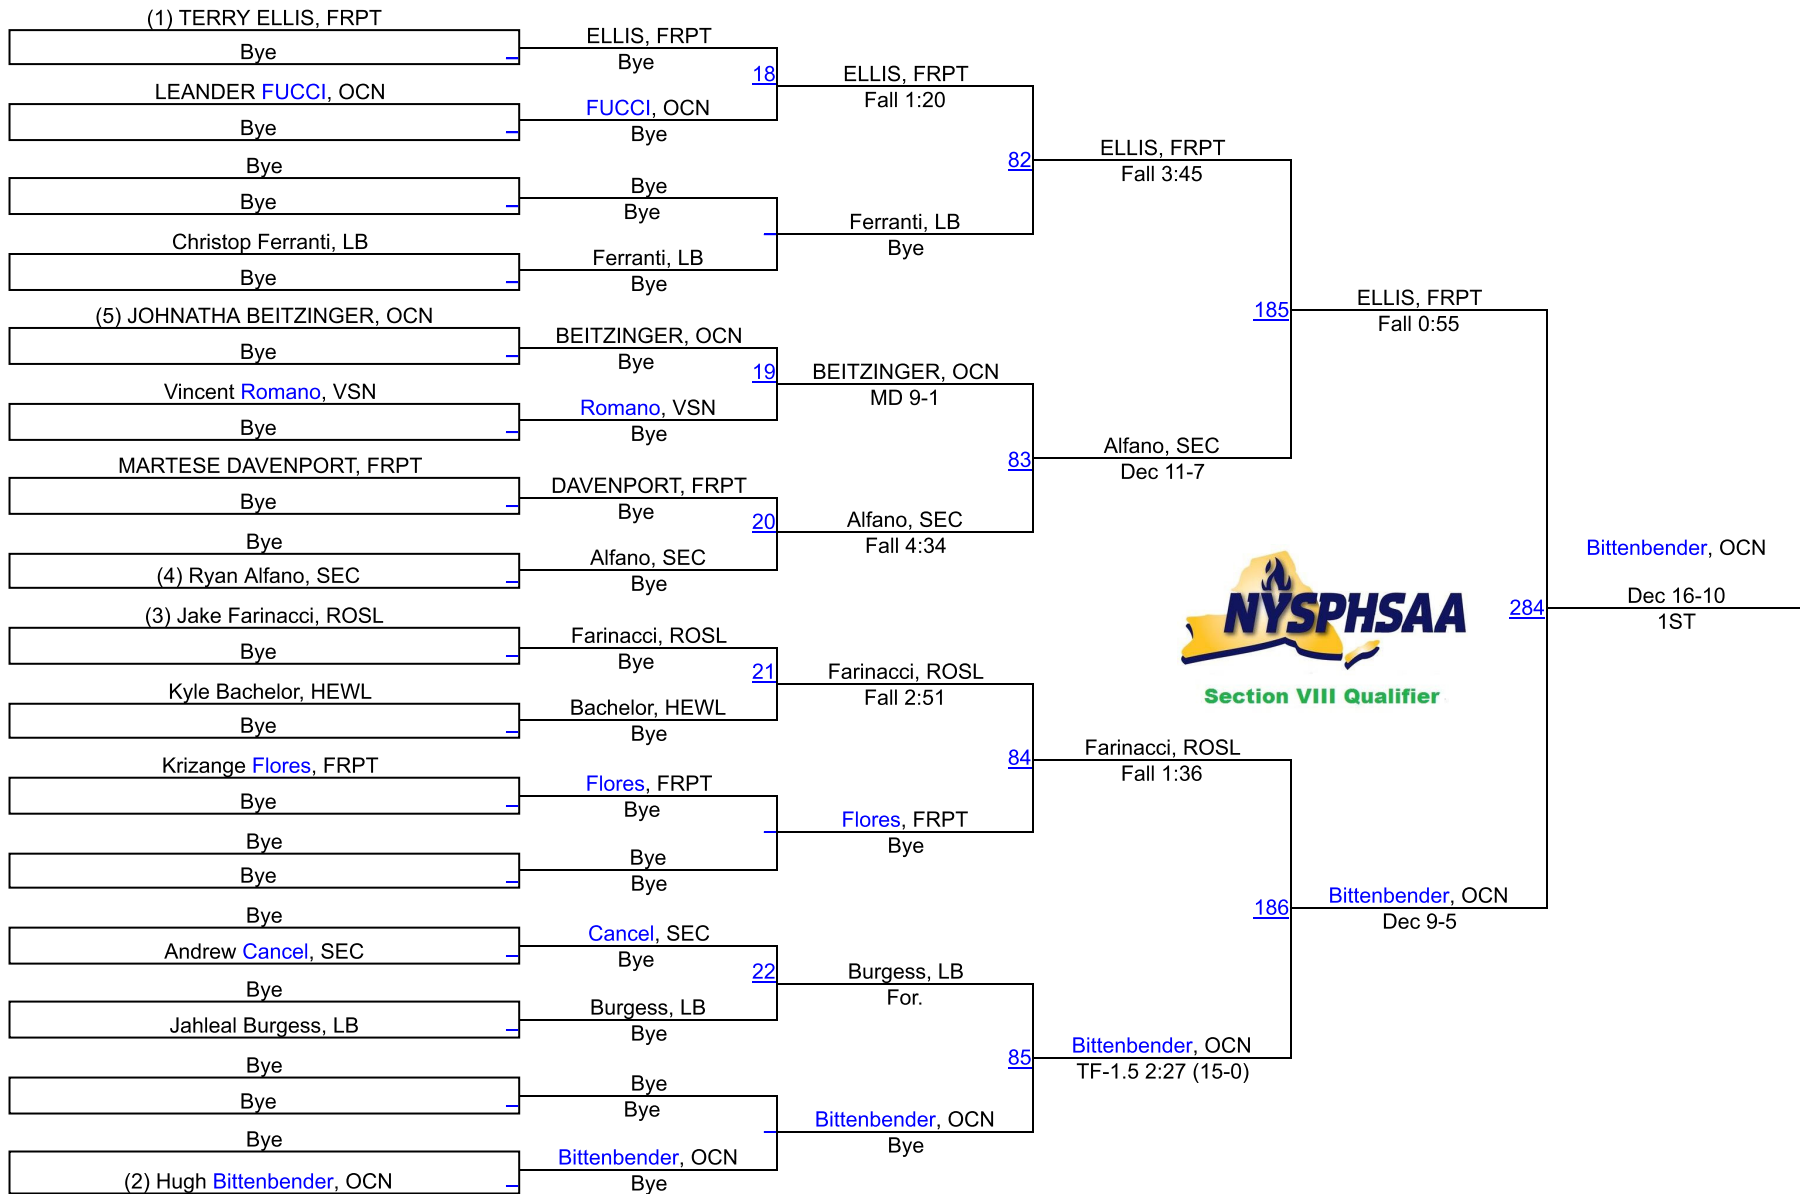 (1) TERRY ELLIS, FRPT
Bye
LEANDER FUCCI, OCN
Bye
Bye
Bye
Christop Ferranti, LB
Bye
(5) JOHNATHA BEITZINGER, OCN
Bye
Vincent Romano, VSN
Bye
MARTESE DAVENPORT, FRPT
Bye
Bye
(4) Ryan Alfano, SEC
(3) Jake Farinacci, ROSL
Bye
Kyle Bachelor, HEWL
Bye
Krizange Flores, FRPT
Bye
Bye
Bye
Bye
Andrew Cancel, SEC
Bye
Jahleal Burgess, LB
Bye
Bye
Bye
(2) Hugh Bittenbender, OCN
ELLIS, FRPT
Bye
18
FUCCI, OCN
Bye
Bye
Bye
Ferranti, LB
Bye
BEITZINGER, OCN
Bye
19
Romano, VSN
Bye
DAVENPORT, FRPT
Bye
20
Alfano, SEC
Bye
Farinacci, ROSL
Bye
21
Bachelor, HEWL
Bye
Flores, FRPT
Bye
Bye
Bye
Cancel, SEC
Bye
22
Burgess, LB
Bye
Bye
Bye
Bittenbender, OCN
Bye
ELLIS, FRPT
Fall 1:20
82
Ferranti, LB
Bye
BEITZINGER, OCN
MD 9-1
83
Alfano, SEC
Fall 4:34
Farinacci, ROSL
Fall 2:51
84
Flores, FRPT
Bye
Burgess, LB
For.
85
Bittenbender, OCN
Bye
ELLIS, FRPT
Fall 3:45
185
Alfano, SEC
Dec 11-7
Farinacci, ROSL
Fall 1:36
186
Bittenbender, OCN
TF-1.5 2:27 (15-0)
ELLIS, FRPT
Fall 0:55
NYSPHSAA
Section VIII Qualifier
284
Bittenbender, OCN
Dec 9-5
Bittenbender, OCN
Dec 16-10
1ST